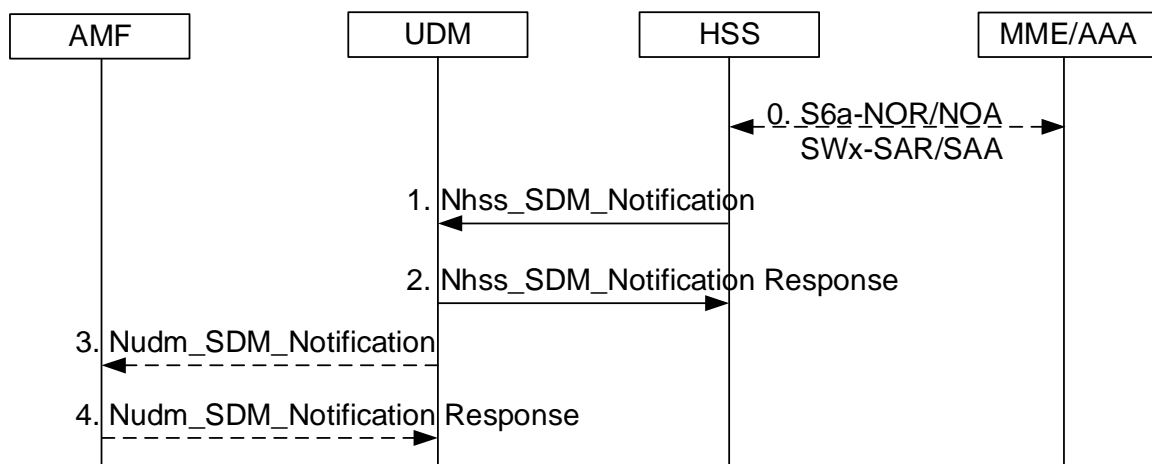 AMF
UDM
HSS
MME/AAA
0. S6a-NOR/NOA
SWx-SAR/SAA
1. Nhss_SDM_Notification
2. Nhss_SDM_Notification Response
3. Nudm_SDM_Notification
4. Nudm_SDM_Notification Response